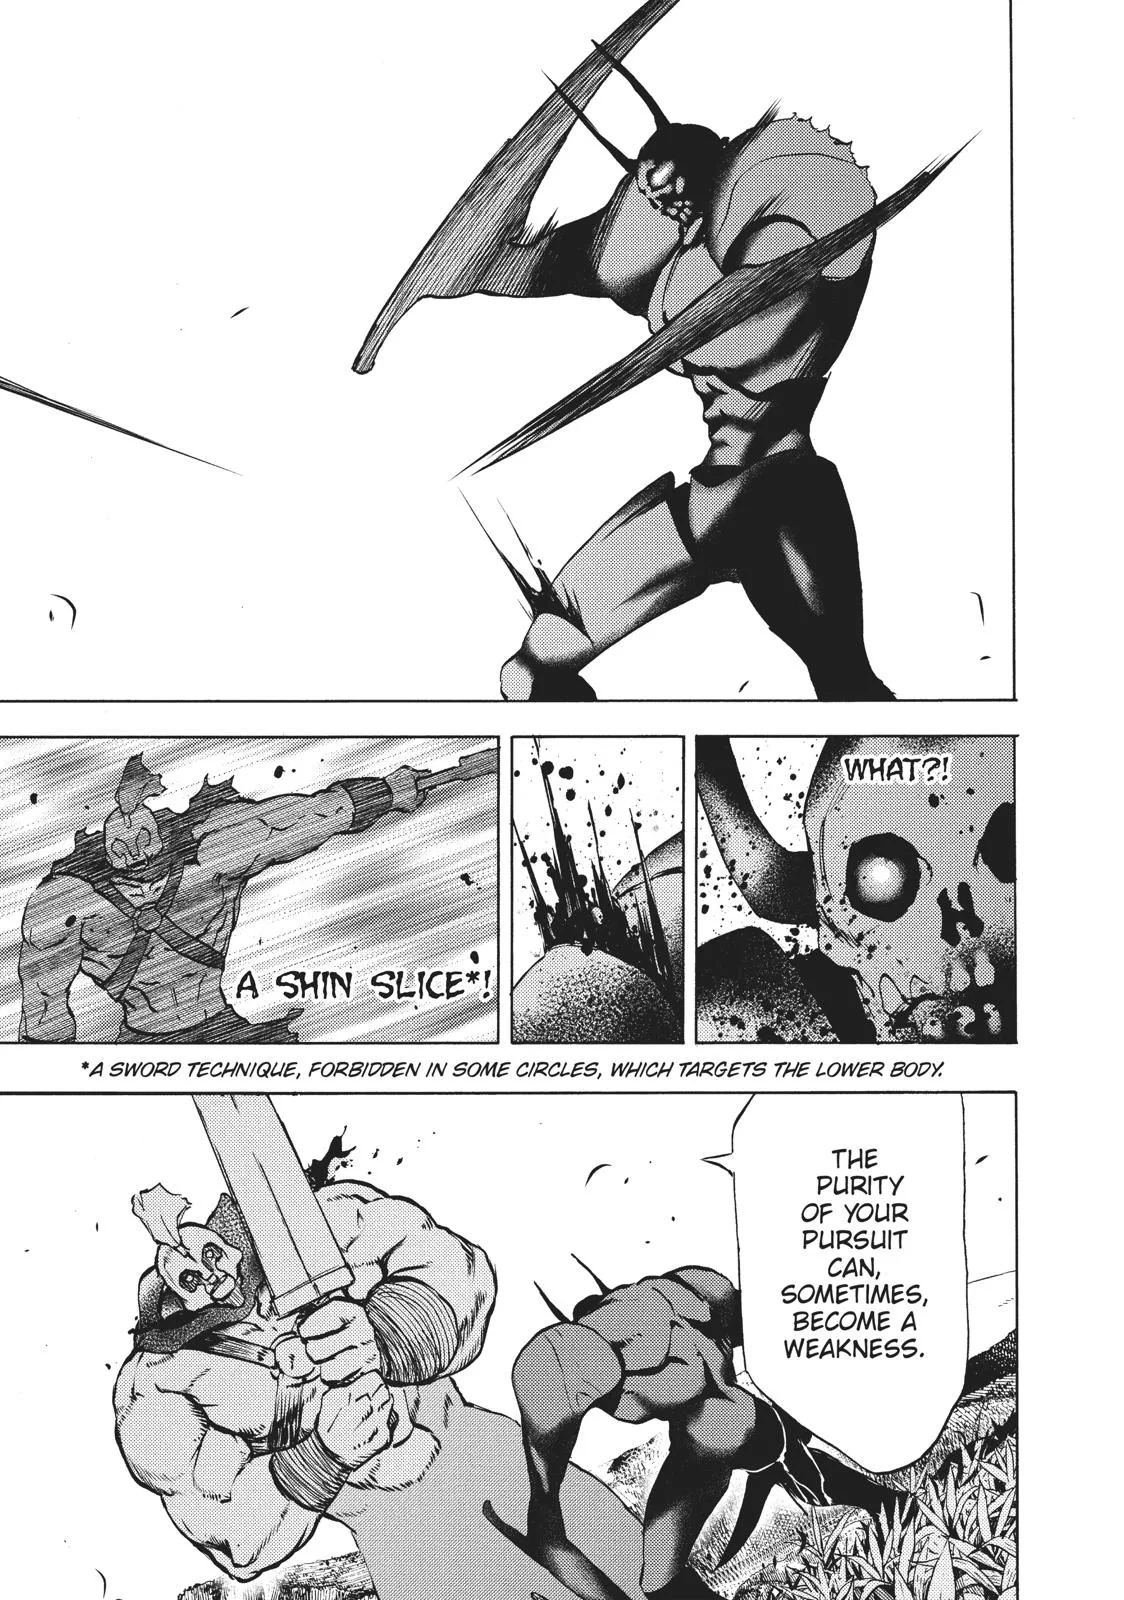 WHAT?!
A SHIN SLICE*!
*A SWORD TECHNIQUE, FORBIDDEN IN SOME CIRCLES, WHICH TARGETS THE LOWER BODY.
THE
PURITY
OF YOUR
PURSUIT
CAN,
SOMETIMES,
BECOME A
WEAKNESS.